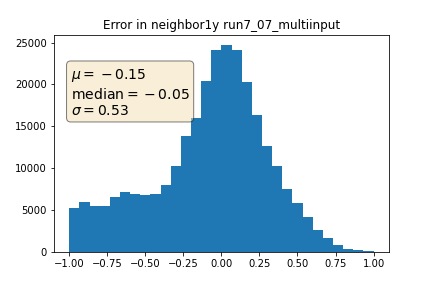 Error in neighbor1y run7_07_multiinput
25000
20000
15000
10000
5000
0
μ = −0.15
median = −0.05
σ = 0.53
−1.00 −0.75 −0.50 −0.25 0.00 0.25 0.50 0.75 1.00